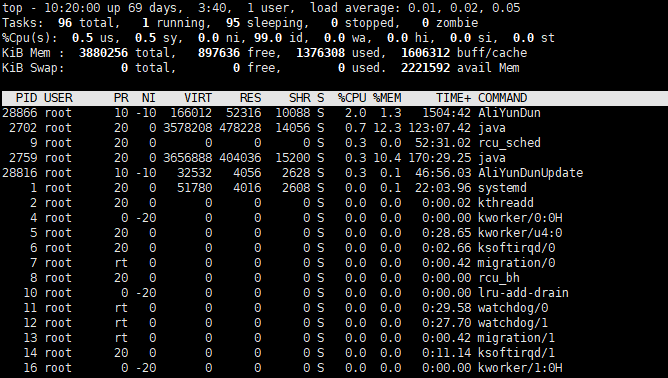 top - 10:20:00 up 69 days,  3:40,  1 user,  load average: 0.01, 0.02, 0.05
Tasks:  96 total,   1 running,  95 sleeping,   0 stopped,   0 zombie
%Cpu(s):  0.5 us,  0.5 sy,  0.0 ni, 99.0 id,  0.0 wa,  0.0 hi,  0.0 si,  0.0 st
KiB Mem :  3880256 total,   897636 free,  1376308 used,  1606312 buff/cache
KiB Swap:        0 total,        0 free,        0 used.  2221592 avail Mem
  PID USER      PR  NI    VIRT    RES    SHR S  %CPU %MEM     TIME+ COMMAND
28866 root      10 -10  166012  52316  10088 S   2.0  1.3   1504:42 AliYunDun
 2702 root      20   0 3578208 478228  14056 S   0.7 12.3 123:07.42 java
    9 root      20   0       0      0      0 S   0.3  0.0  52:31.02 rcu_sched
 2759 root      20   0 3656888 404036  15200 S   0.3 10.4 170:29.25 java
28816 root      10 -10   32532   4056   2628 S   0.3  0.1  46:56.03 AliYunDunUpdate
    1 root      20   0   51780   4016   2608 S   0.0  0.1  22:03.96 systemd
    2 root      20   0       0      0      0 S   0.0  0.0   0:00.02 kthreadd
    4 root       0 -20       0      0      0 S   0.0  0.0   0:00.00 kworker/0:0H
    5 root      20   0       0      0      0 S   0.0  0.0   0:28.65 kworker/u4:0
    6 root      20   0       0      0      0 S   0.0  0.0   0:02.66 ksoftirqd/0
    7 root      rt   0       0      0      0 S   0.0  0.0   0:00.42 migration/0
    8 root      20   0       0      0      0 S   0.0  0.0   0:00.00 rcu_bh
   10 root       0 -20       0      0      0 S   0.0  0.0   0:00.00 lru-add-drain
   11 root      rt   0       0      0      0 S   0.0  0.0   0:29.58 watchdog/0
   12 root      rt   0       0      0      0 S   0.0  0.0   0:27.70 watchdog/1
   13 root      rt   0       0      0      0 S   0.0  0.0   0:00.42 migration/1
   14 root      20   0       0      0      0 S   0.0  0.0   0:11.14 ksoftirqd/1
   16 root       0 -20       0      0      0 S   0.0  0.0   0:00.00 kworker/1:0H